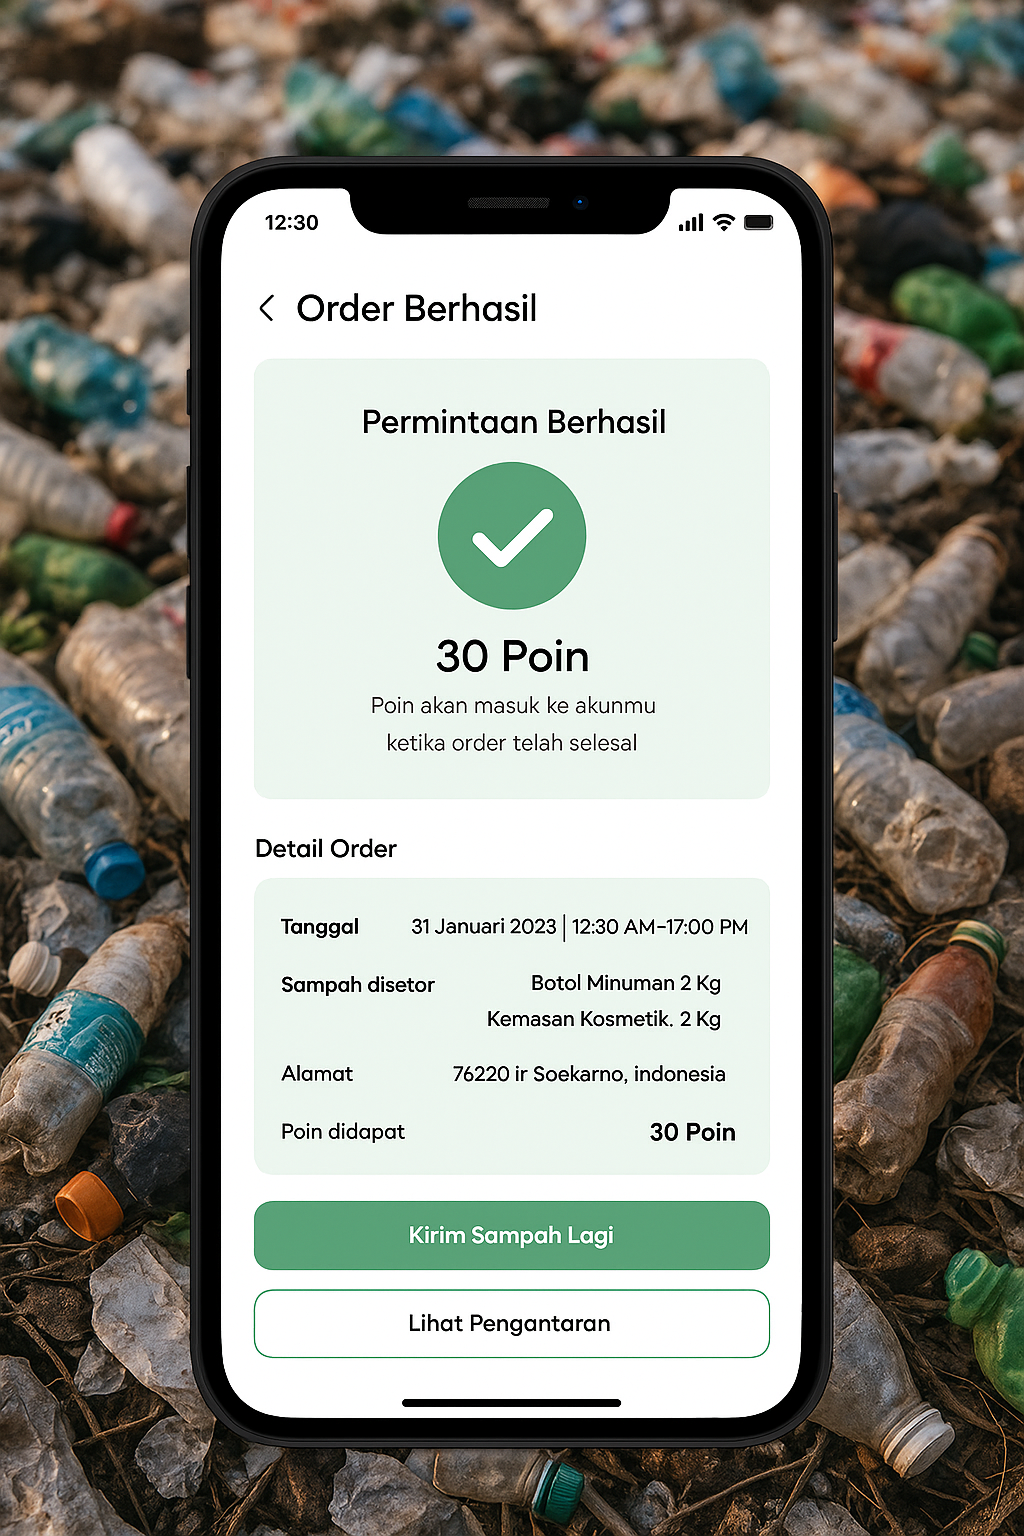 12:30
Order Berhasil
Permintaan Berhasil
30 Poin
Poin akan masuk ke akunmu
ketika order telah selesal
Detail Order
Tanggal 31 Januari 2023 | 12:30 AM–17:00 PM
Sampah disetor Botol Minuman 2 Kg
Kemasan Kosmetik. 2 Kg
Alamat 76220 ir Soekarno, indonesia
Poin didapat 30 Poin
Kirim Sampah Lagi
Lihat Pengantaran